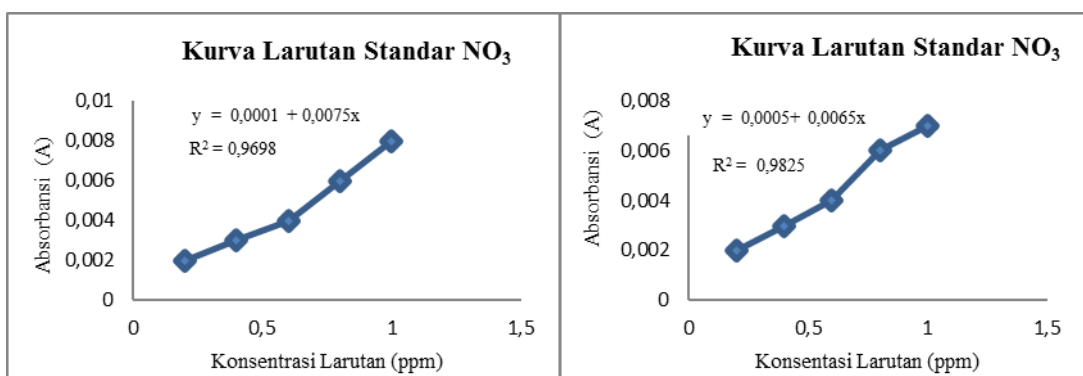 Kurva Larutan Standar NO₃
y = 0,0001 + 0,0075x
R² = 0,9698
Absorbansi (A)
0,01
0,008
0,006
0,004
0,002
0
0 0,5 1 1,5
Konsentrasi Larutan (ppm)
Kurva Larutan Standar NO₃
y = 0,0005+ 0,0065x
R² = 0,9825
Absorbansi (A)
0,008
0,006
0,004
0,002
0
0 0,5 1 1,5
Konsentasi Larutan (ppm)